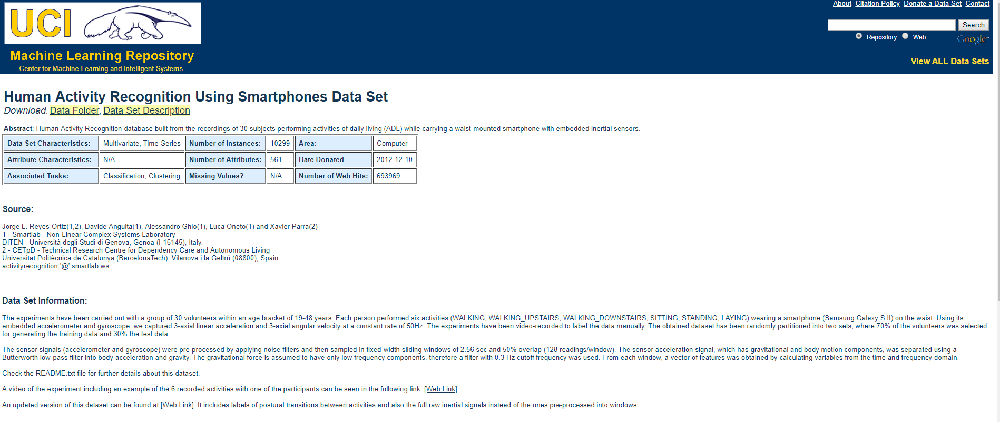 About Citation Policy Donate a Data Set Contact
UCI
Search
Repository Web
Google™
Machine Learning Repository
Center for Machine Learning and Intelligent Systems
View ALL Data Sets
Human Activity Recognition Using Smartphones Data Set
Download: Data Folder, Data Set Description
Abstract: Human Activity Recognition database built from the recordings of 30 subjects performing activities of daily living (ADL) while carrying a waist-mounted smartphone with embedded inertial sensors.
Data Set Characteristics: Multivariate, Time-Series Number of Instances: 10299 Area: Computer
Attribute Characteristics: N/A Number of Attributes: 561 Date Donated 2012-12-10
Associated Tasks: Classification, Clustering Missing Values? N/A Number of Web Hits: 693969
Source:
Jorge L. Reyes-Ortiz(1,2), Davide Anguita(1), Alessandro Ghio(1), Luca Oneto(1) and Xavier Parra(2)
1 - Smartlab - Non-Linear Complex Systems Laboratory
DITEN - Università degli Studi di Genova, Genoa (I-16145), Italy.
2 - CETpD - Technical Research Centre for Dependency Care and Autonomous Living
Universitat Politècnica de Catalunya (BarcelonaTech). Vilanova i la Geltrú (08800), Spain
activityrecognition '@' smartlab.ws
Data Set Information:
The experiments have been carried out with a group of 30 volunteers within an age bracket of 19-48 years. Each person performed six activities (WALKING, WALKING_UPSTAIRS, WALKING_DOWNSTAIRS, SITTING, STANDING, LAYING) wearing a smartphone (Samsung Galaxy S II) on the waist. Using its
embedded accelerometer and gyroscope, we captured 3-axial linear acceleration and 3-axial angular velocity at a constant rate of 50Hz. The experiments have been video-recorded to label the data manually. The obtained dataset has been randomly partitioned into two sets, where 70% of the volunteers was selected
for generating the training data and 30% the test data.
The sensor signals (accelerometer and gyroscope) were pre-processed by applying noise filters and then sampled in fixed-width sliding windows of 2.56 sec and 50% overlap (128 readings/window). The sensor acceleration signal, which has gravitational and body motion components, was separated using a
Butterworth low-pass filter into body acceleration and gravity. The gravitational force is assumed to have only low frequency components, therefore a filter with 0.3 Hz cutoff frequency was used. From each window, a vector of features was obtained by calculating variables from the time and frequency domain.
Check the README.txt file for further details about this dataset.
A video of the experiment including an example of the 6 recorded activities with one of the participants can be seen in the following link: [Web Link]
An updated version of this dataset can be found at [Web Link]. It includes labels of postural transitions between activities and also the full raw inertial signals instead of the ones pre-processed into windows.